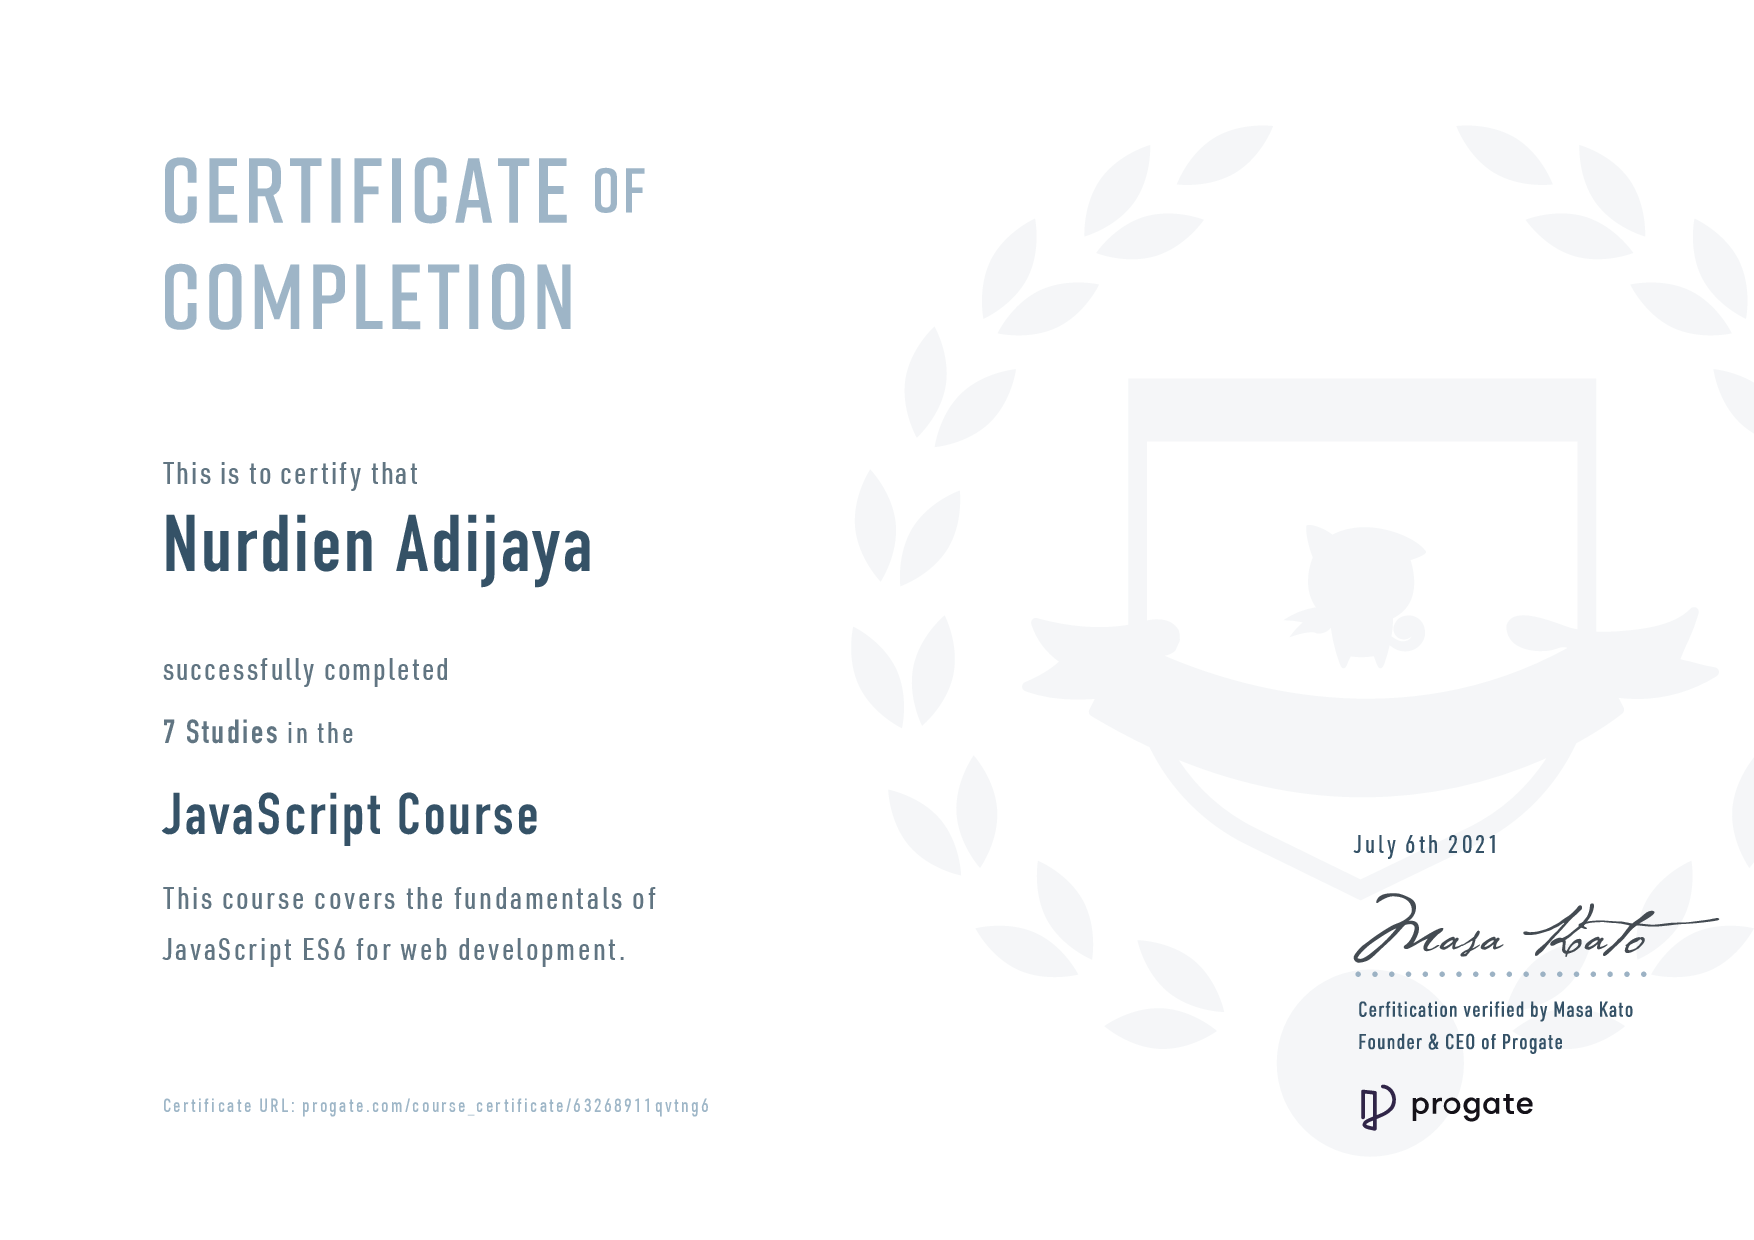 CERTIFICATE OF
COMPLETION
This is to certify that
Nurdien Adijaya
successfully completed
7 Studies in the
JavaScript Course
This course covers the fundamentals of
JavaScript ES6 for web development.
Certificate URL: progate.com/course_certificate/63268911qvtng6
July 6th 2021
Masa Kato
Cerfitication verified by Masa Kato
Founder & CEO of Progate
progate